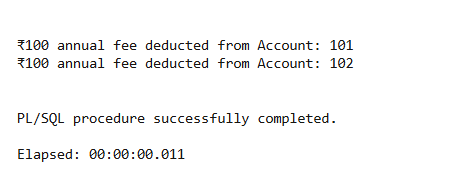 ₹100 annual fee deducted from Account: 101
₹100 annual fee deducted from Account: 102
PL/SQL procedure successfully completed.
Elapsed: 00:00:00.011